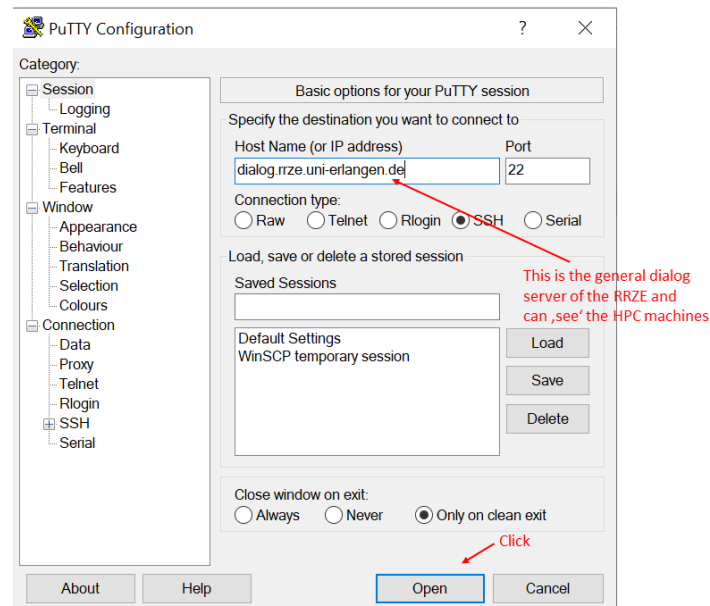 PuTTY Configuration
?
Category:
Session
Logging
Terminal
Keyboard
Bell
Features
Window
Appearance
Behaviour
Translation
Selection
Colours
Connection
Data
Proxy
Telnet
Rlogin
SSH
Serial
Basic options for your PuTTY session
Specify the destination you want to connect to
Host Name (or IP address)
Port
dialog.rrze.uni-erlangen.de
22
Connection type:
Raw
Telnet
Rlogin
SSH
Serial
Load, save or delete a stored session
Saved Sessions
Default Settings
WinSCP temporary session
Load
Save
Delete
This is the general dialog
server of the RRZE and
can ‚see‘ the HPC machines
Close window on exit:
Always
Never
Only on clean exit
Click
About
Help
Open
Cancel